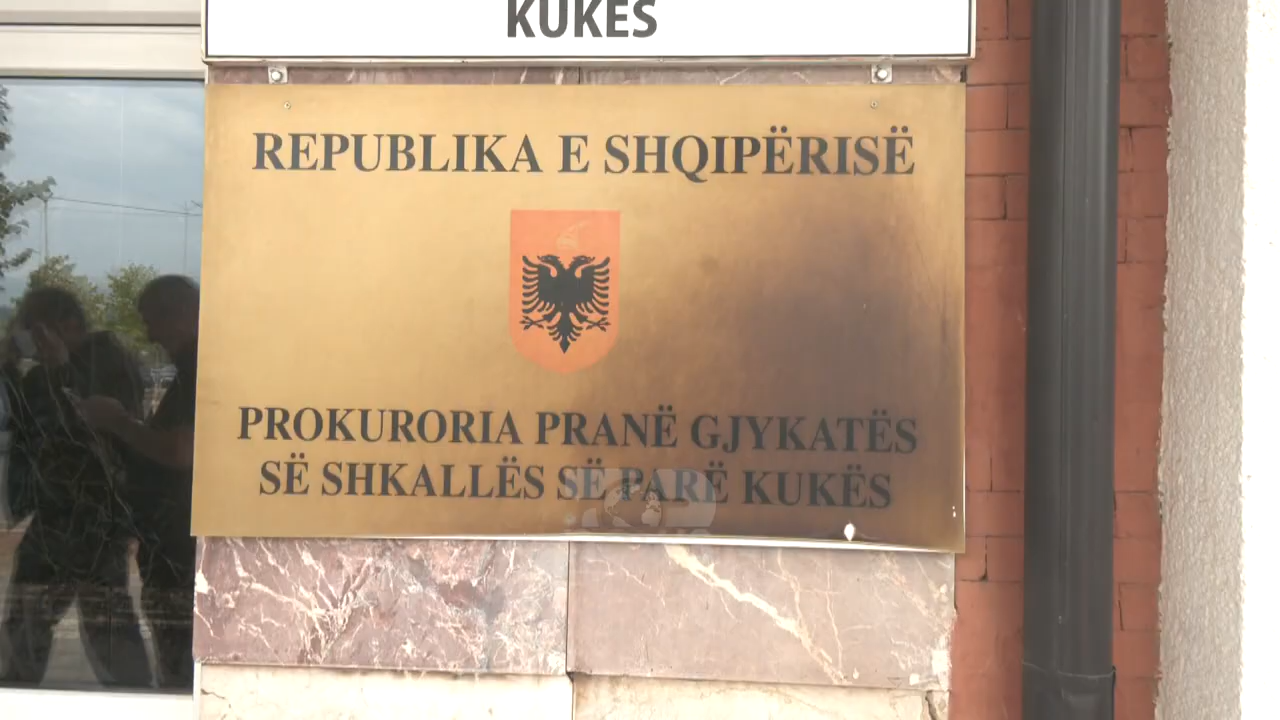 KUKËS
REPUBLIKA E SHQIPËRISË
PROKURORIA PRANË GJYKATËS
SË SHKALLËS SË PARË KUKËS